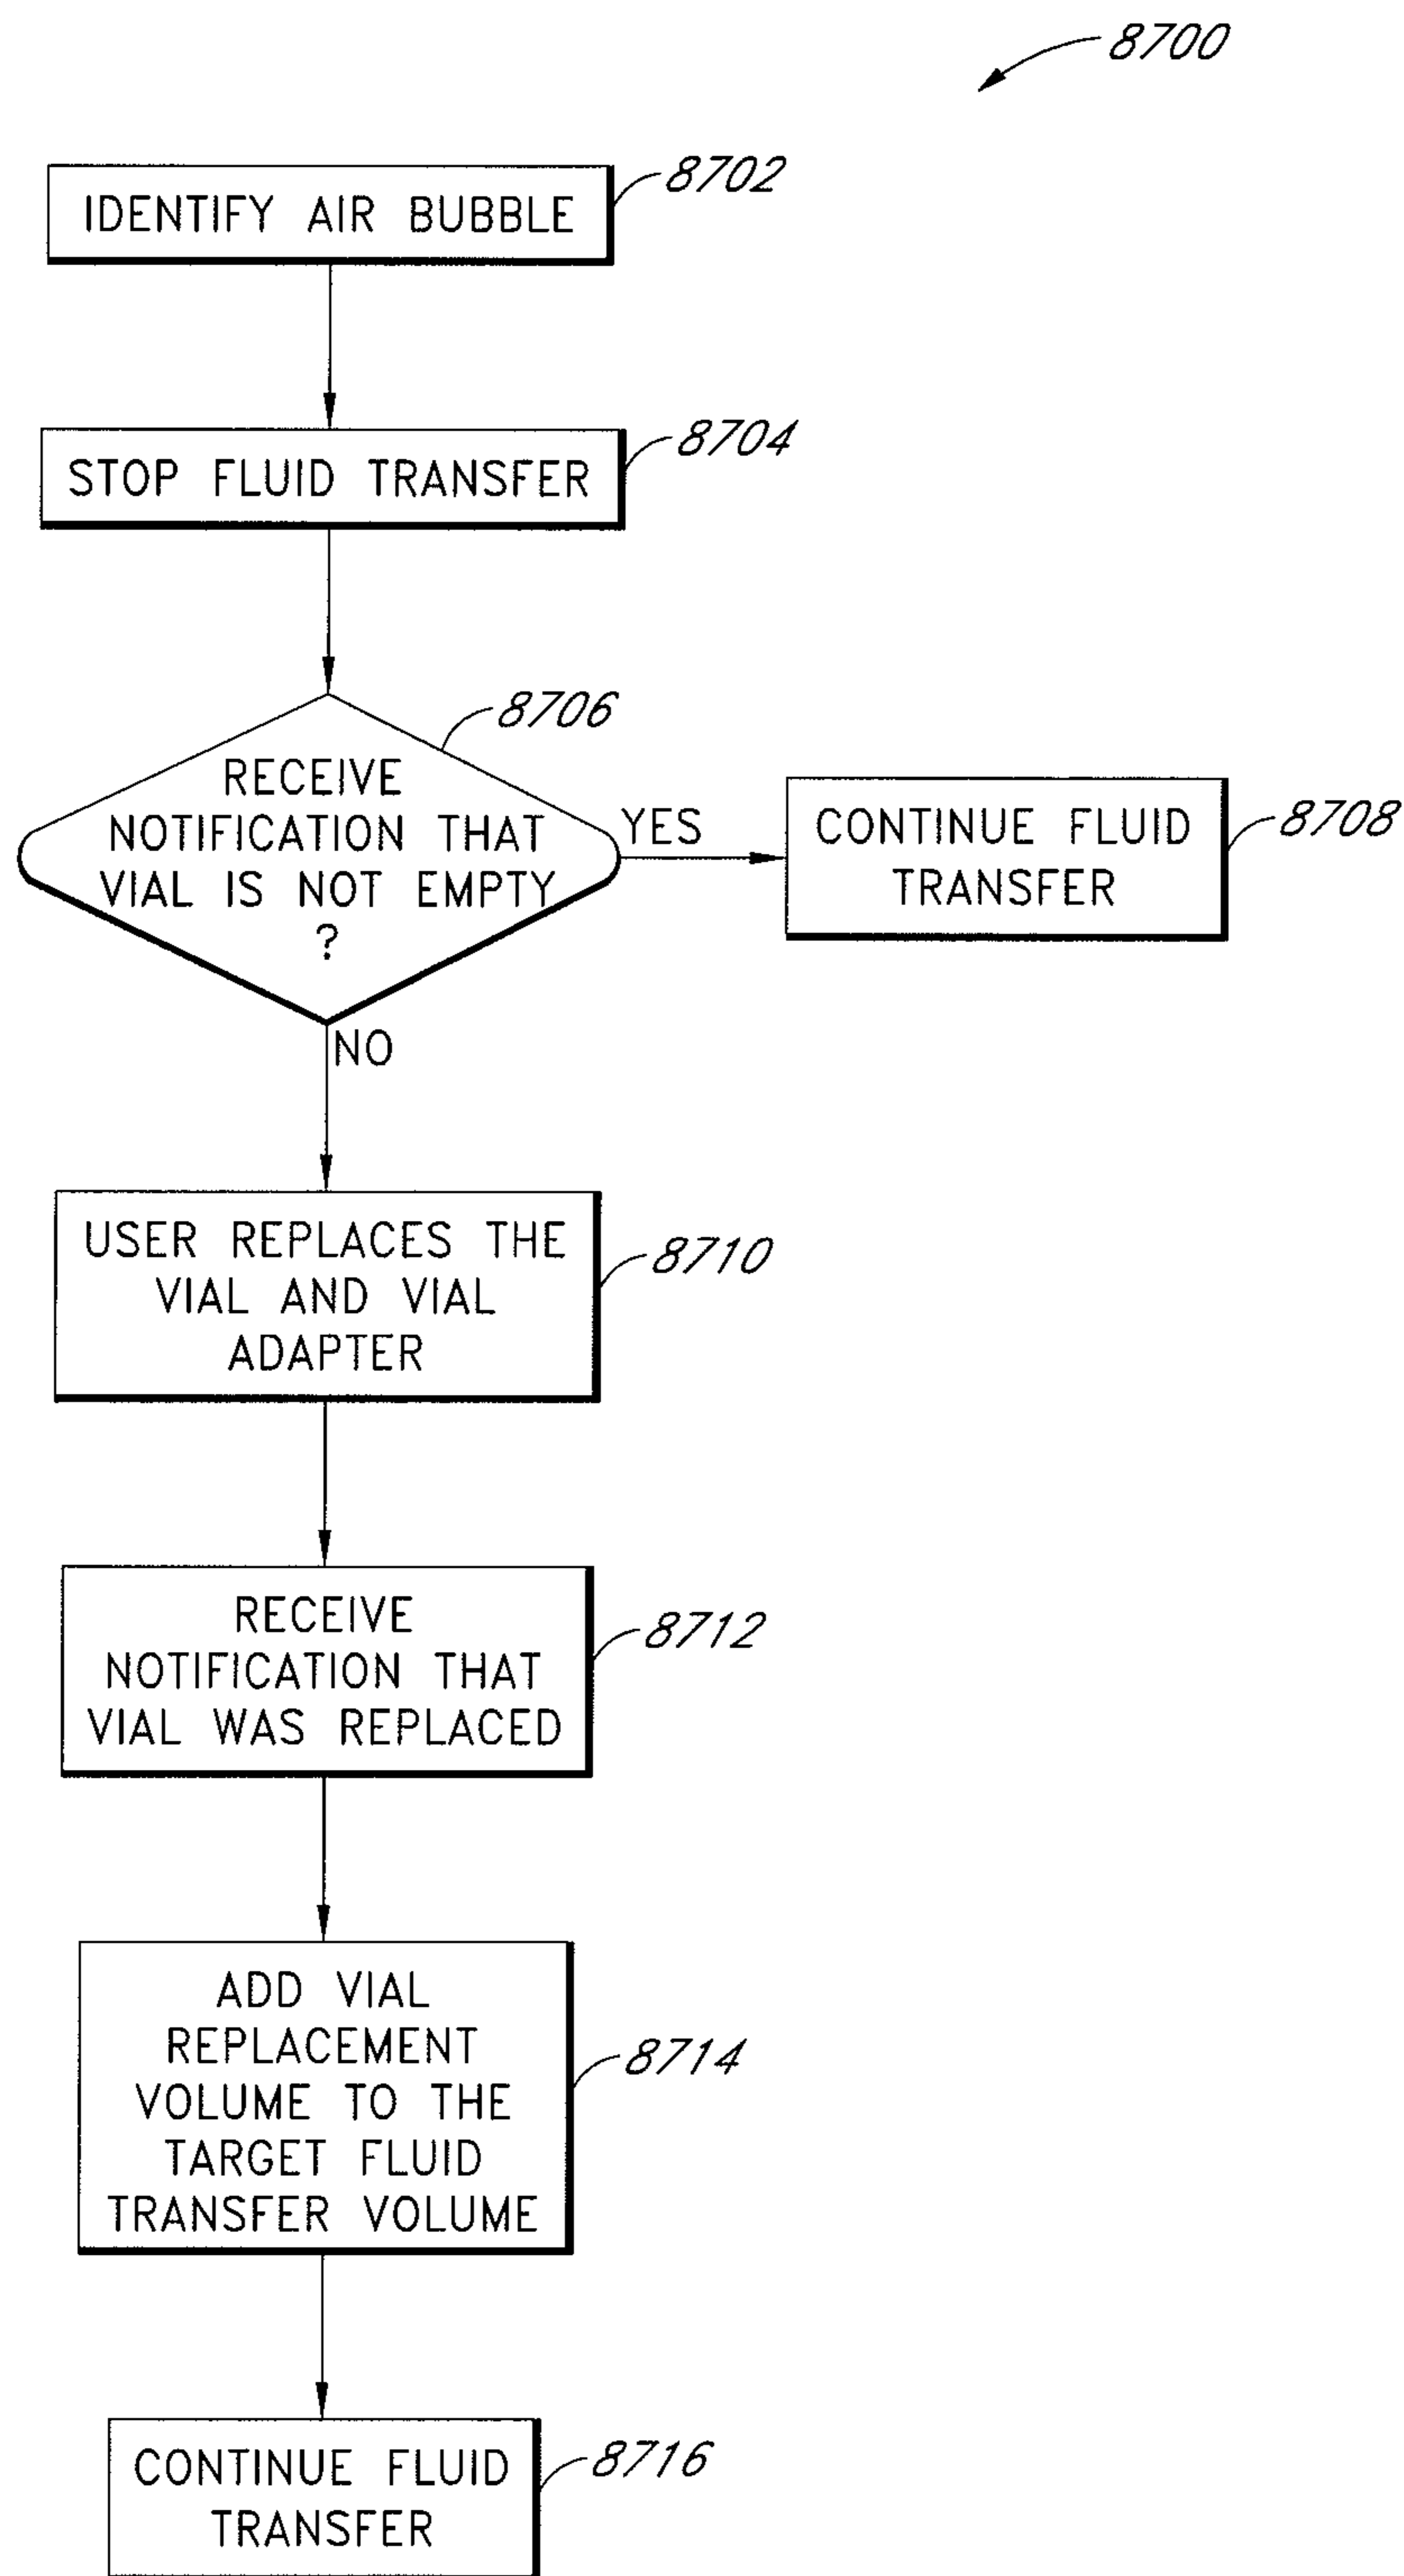 8700
8702
IDENTIFY AIR BUBBLE
8704
STOP FLUID TRANSFER
8706
RECEIVE
NOTIFICATION THAT
VIAL IS NOT EMPTY
?
YES
CONTINUE FLUID
TRANSFER
8708
NO
USER REPLACES THE
VIAL AND VIAL
ADAPTER
8710
RECEIVE
NOTIFICATION THAT
VIAL WAS REPLACED
8712
ADD VIAL
REPLACEMENT
VOLUME TO THE
TARGET FLUID
TRANSFER VOLUME
8714
CONTINUE FLUID
TRANSFER
8716